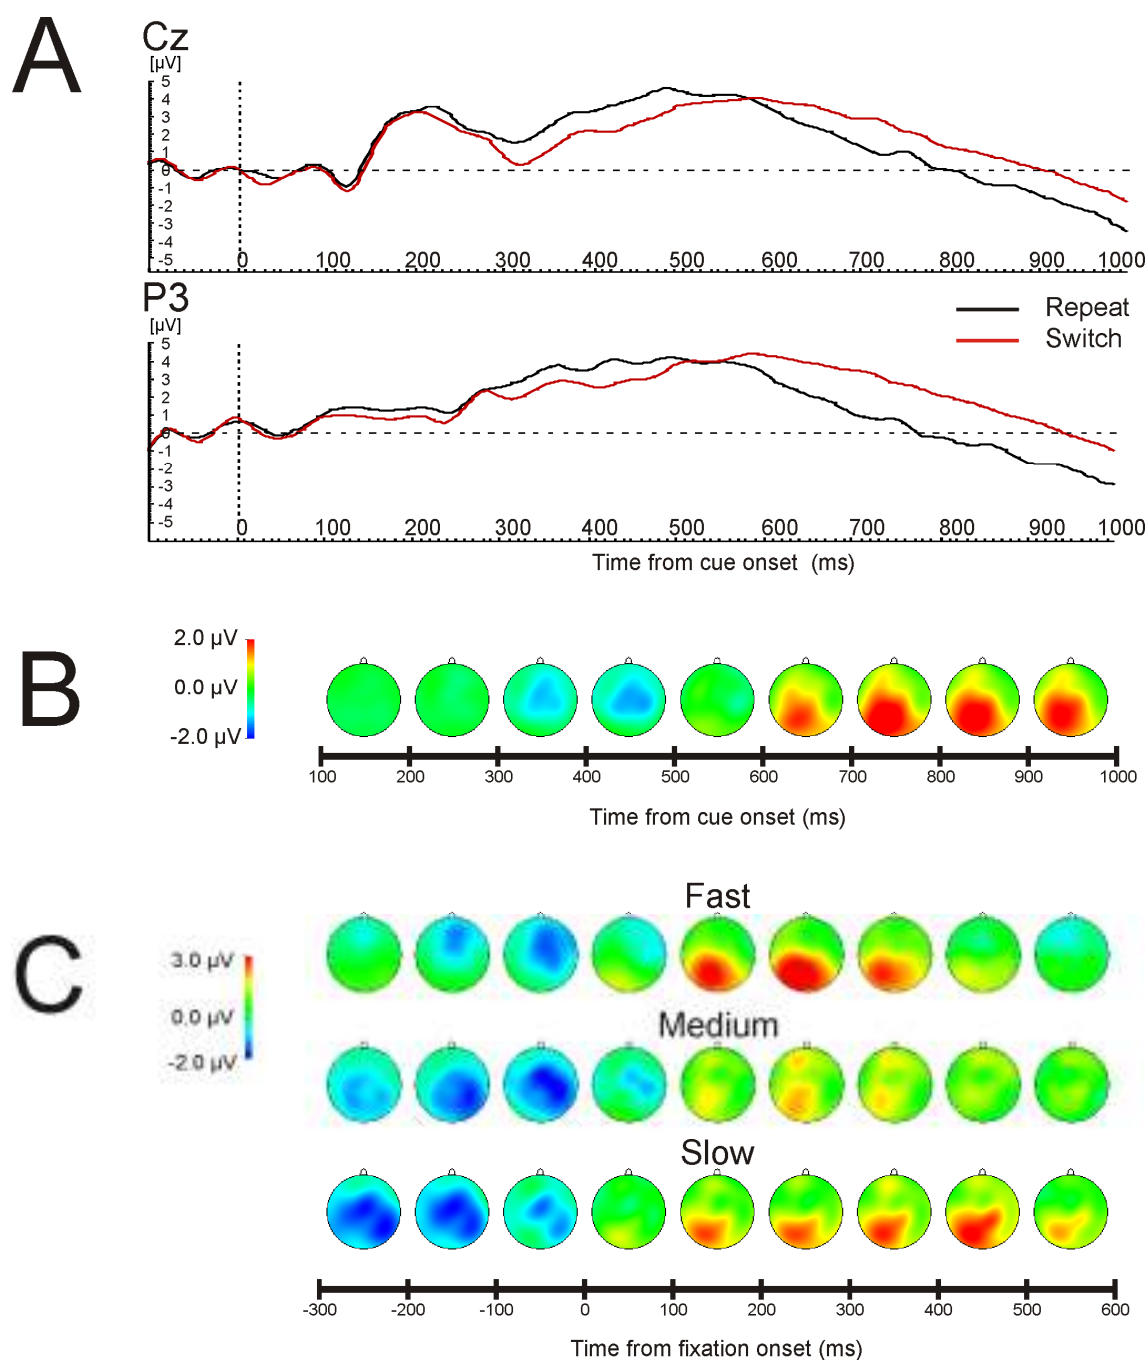 A
Cz
[µV]
5
4
3
2
1
0
-1
-2
-3
-4
-5
0 100 200 300 400 500 600 700 800 900 1000
P3
[µV]
Repeat
Switch
5
4
3
2
1
0
-1
-2
-3
-4
-5
0 100 200 300 400 500 600 700 800 900 1000
Time from cue onset (ms)
B
2.0 µV
0.0 µV
-2.0 µV
100 200 300 400 500 600 700 800 900 1000
Time from cue onset (ms)
C
Fast
3.0 µV
0.0 µV
-2.0 µV
Medium
Slow
-300 -200 -100 0 100 200 300 400 500 600
Time from fixation onset (ms)